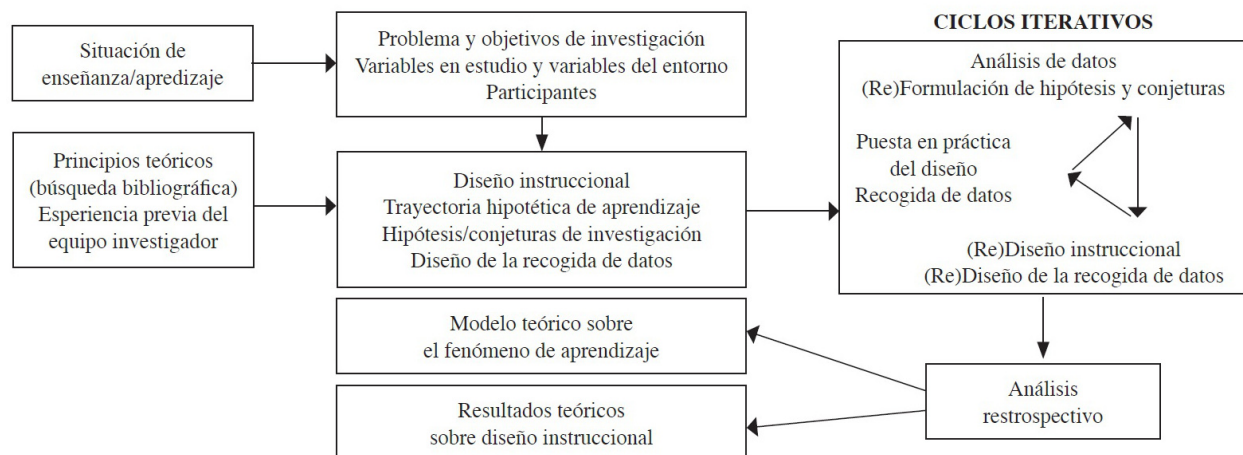 Situación de
enseñanza/apredizaje
Problema y objetivos de investigación
Variables en estudio y variables del entorno
Participantes
Principios teóricos
(búsqueda bibliográfica)
Esperiencia previa del
equipo investigador
Diseño instruccional
Trayectoria hipotética de aprendizaje
Hipótesis/conjeturas de investigación
Diseño de la recogida de datos
CICLOS ITERATIVOS
Análisis de datos
(Re)Formulación de hipótesis y conjeturas
Puesta en práctica
del diseño
Recogida de datos
(Re)Diseño instruccional
(Re)Diseño de la recogida de datos
Análisis
restrospectivo
Modelo teórico sobre
el fenómeno de aprendizaje
Resultados teóricos
sobre diseño instruccional